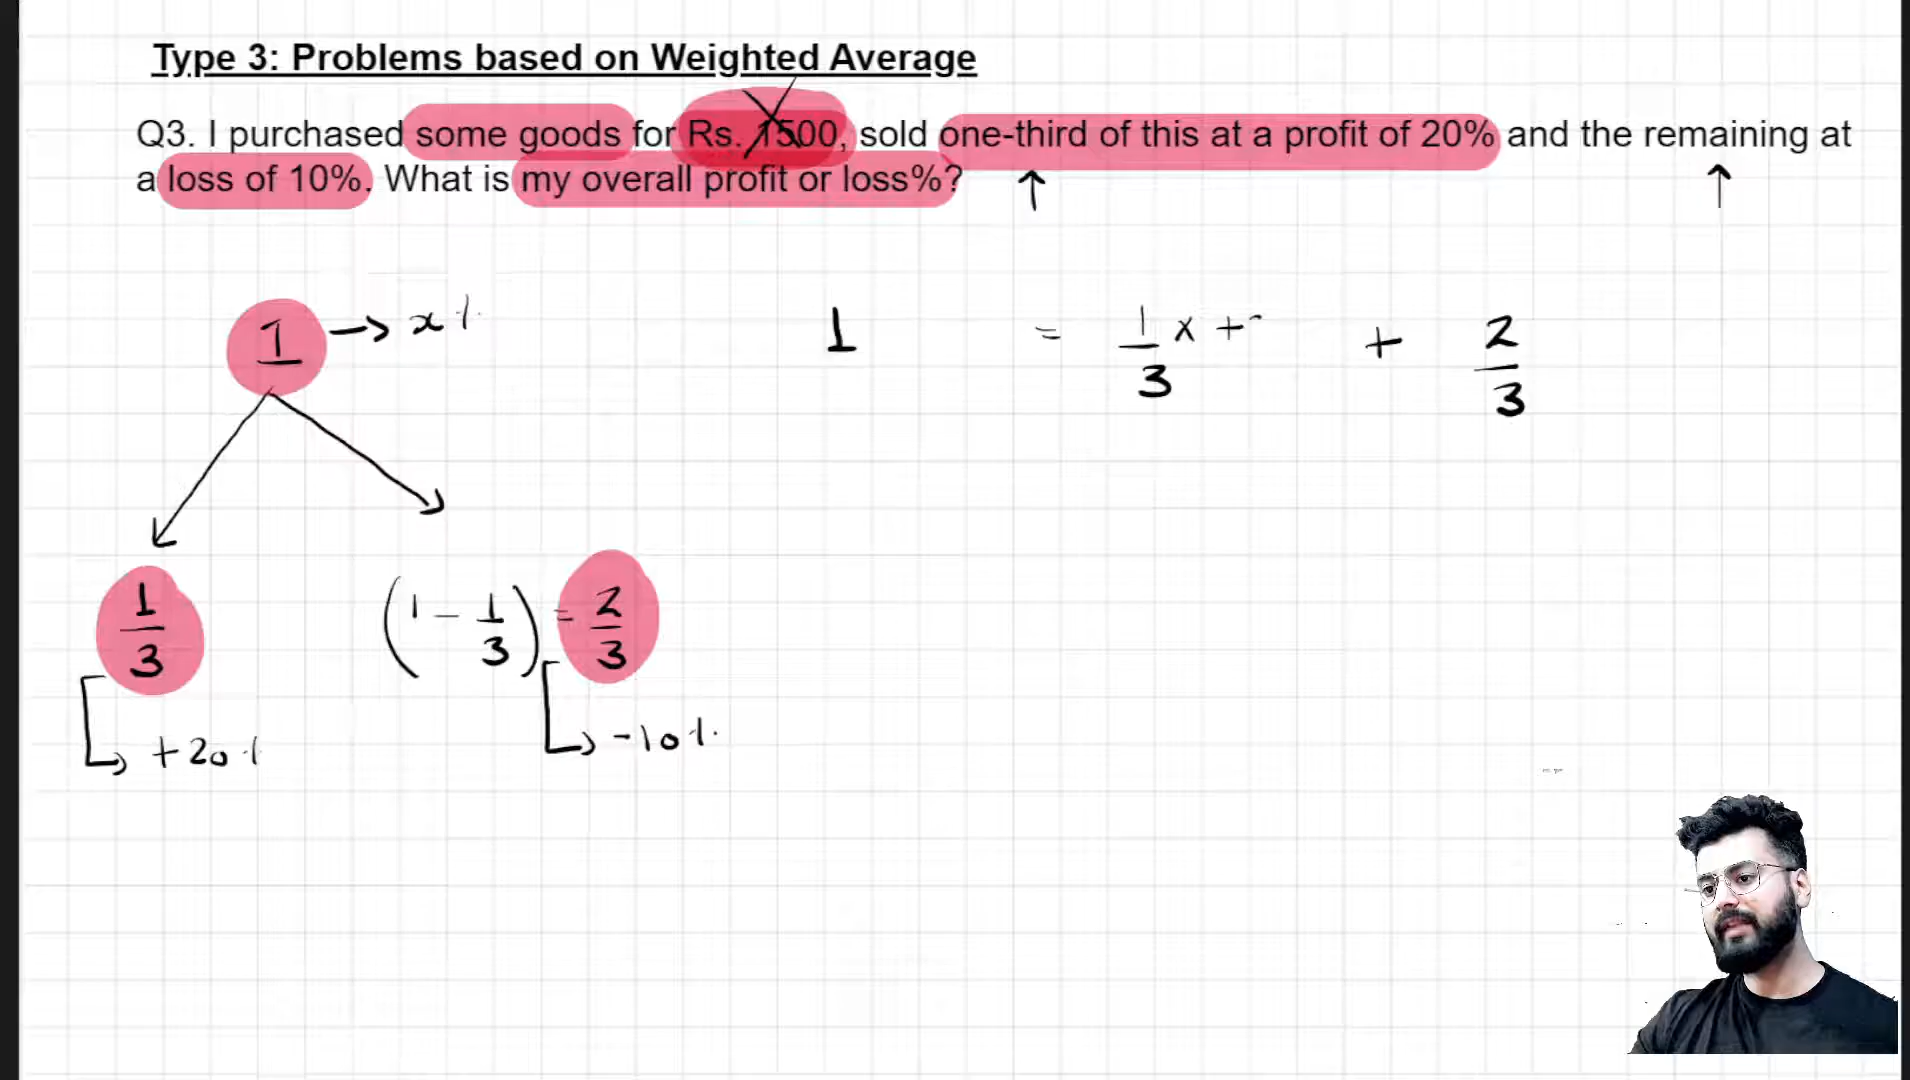 Type 3: Problems based on Weighted Average
Q3. I purchased some goods for Rs. 1500, sold one-third of this at a profit of 20% and the remaining at
a loss of 10%. What is my overall profit or loss%?
1 → x%
1 = 1/3 x + + 2/3
1/3
(1 - 1/3) = 2/3
+20%
-10%